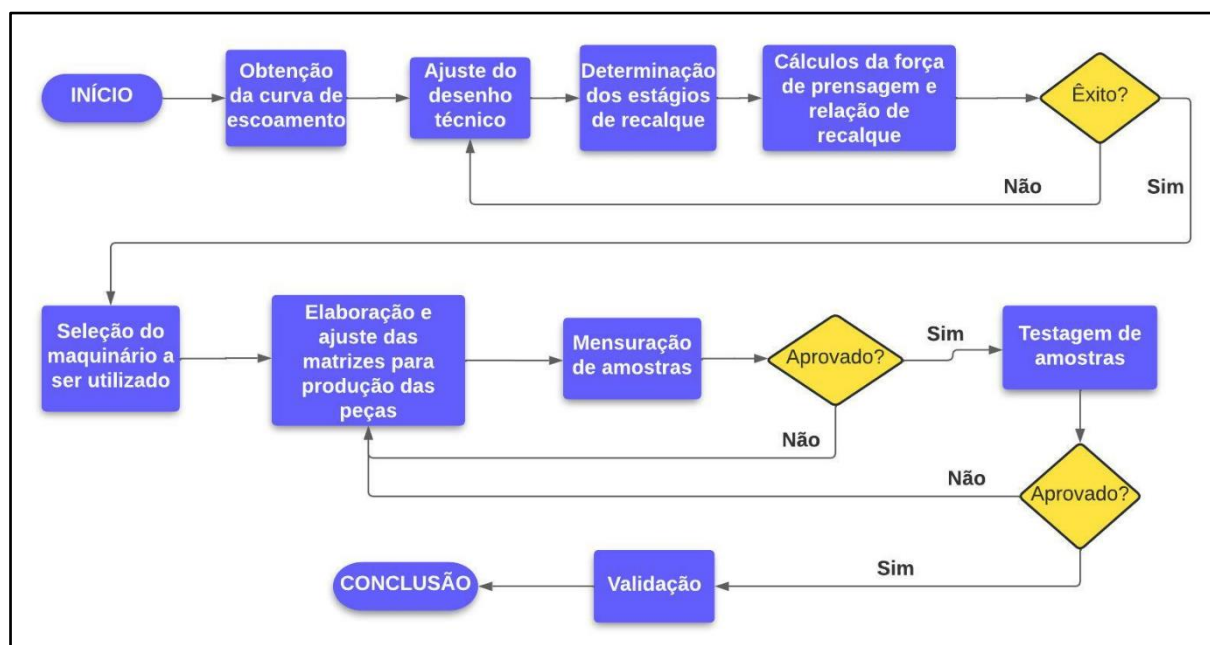 INÍCIO
Obtenção
da curva de
escoamento
Ajuste do
desenho
técnico
Determinação
dos estágios
de recalque
Cálculos da força
de prensagem e
relação de
recalque
Êxito?
Não
Sim
Seleção do
maquinário a
ser utilizado
Elaboração e
ajuste das
matrizes para
produção das
peças
Mensuração
de amostras
Aprovado?
Sim
Não
Testagem de
amostras
Aprovado?
Não
Sim
Validação
CONCLUSÃO